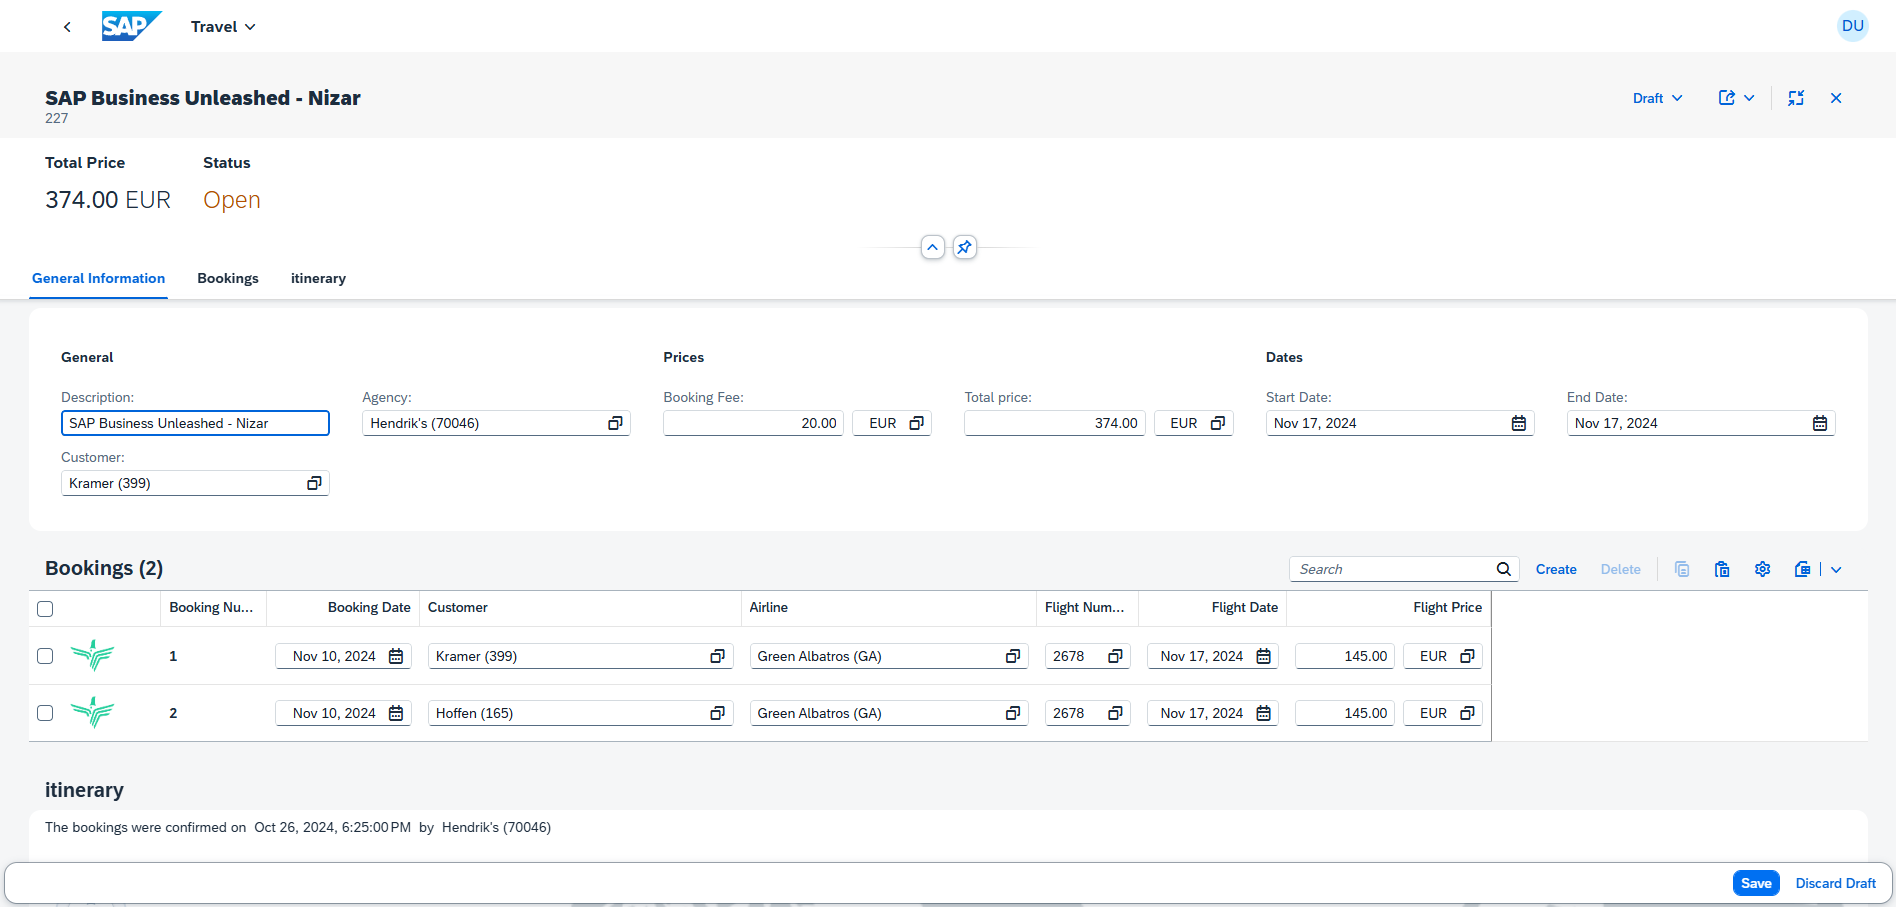 SAP Travel DU
SAP Business Unleashed - Nizar
Draft
227
Total Price Status
374.00 EUR Open
General Information Bookings itinerary
General Prices Dates
Description: Agency: Booking Fee: Total price: Start Date: End Date:
SAP Business Unleashed - Nizar Hendrik's (70046) 20.00 EUR 374.00 EUR Nov 17, 2024 Nov 17, 2024
Customer:
Kramer (399)
Bookings (2) Search Create Delete
Booking Nu... Booking Date Customer Airline Flight Num... Flight Date Flight Price
1 Nov 10, 2024 Kramer (399) Green Albatros (GA) 2678 Nov 17, 2024 145.00 EUR
2 Nov 10, 2024 Hoffen (165) Green Albatros (GA) 2678 Nov 17, 2024 145.00 EUR
itinerary
The bookings were confirmed on Oct 26, 2024, 6:25:00 PM by Hendrik's (70046)
Save Discard Draft